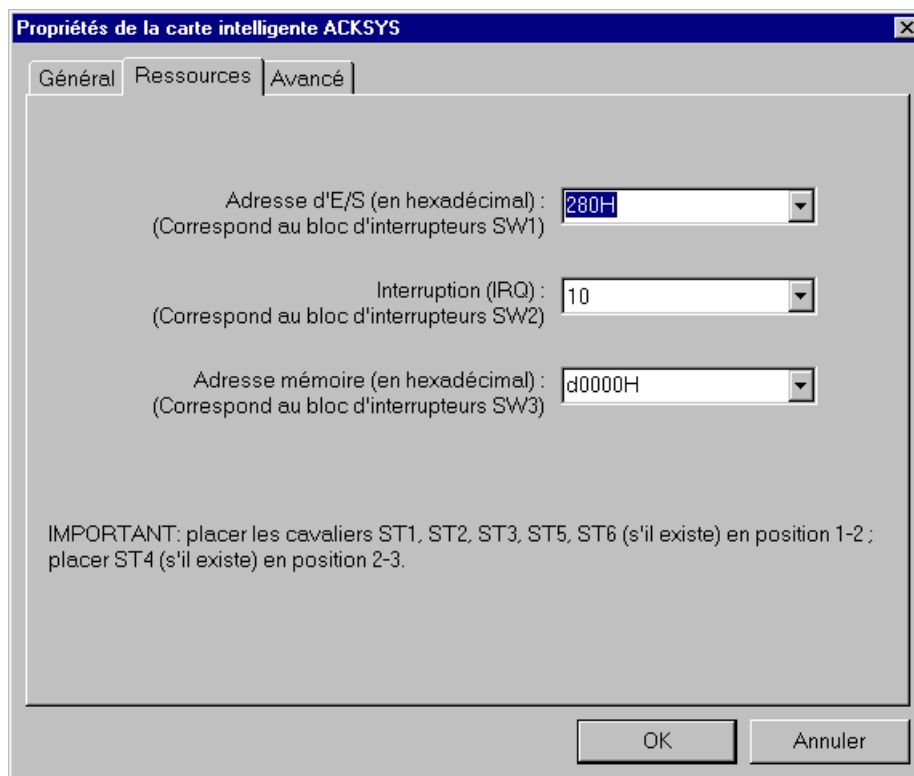 Propriétés de la carte intelligente ACKSYS
Général Ressources Avancé
Adresse d'E/S (en hexadécimal) : 280H
(Correspond au bloc d'interrupteurs SW1)
Interruption (IRQ) : 10
(Correspond au bloc d'interrupteurs SW2)
Adresse mémoire (en hexadécimal) : d0000H
(Correspond au bloc d'interrupteurs SW3)
IMPORTANT: placer les cavaliers ST1, ST2, ST3, ST5, ST6 (s'il existe) en position 1-2 ;
placer ST4 (s'il existe) en position 2-3.
OK Annuler